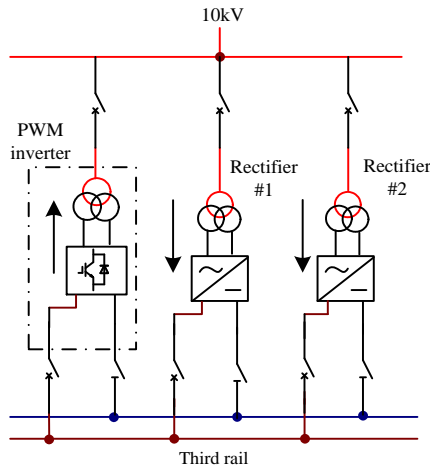 10kV
PWM
inverter
Rectifier
#1
Rectifier
#2
Third rail